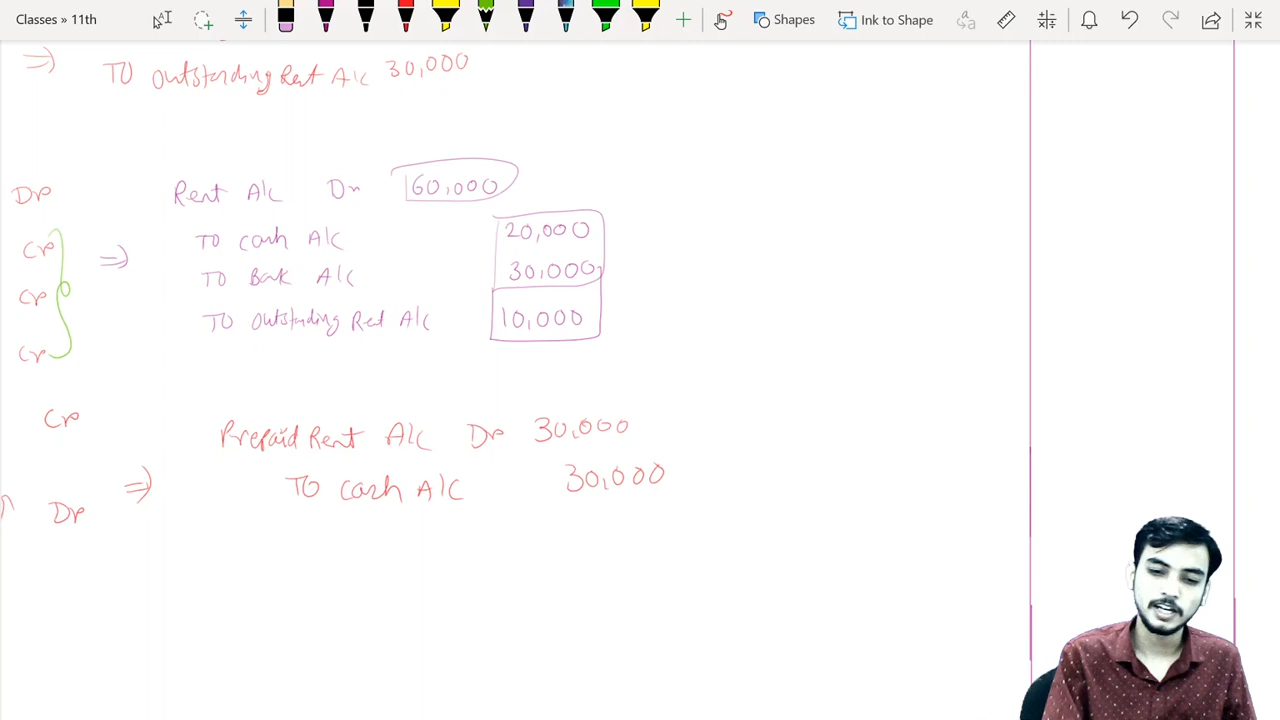 Classes » 11th
Shapes
Ink to Shape
⇒ TO Outstanding Rent A/c 30,000
Dr
Rent A/c Dr 60,000
Cr
⇒ TO cash A/c 20,000
Cr
TO Bank A/c 30,000
Cr
TO Outstanding Rent A/c 10,000
Cr
Prepaid Rent A/c Dr 30,000
Dr ⇒ TO cash A/c 30,000